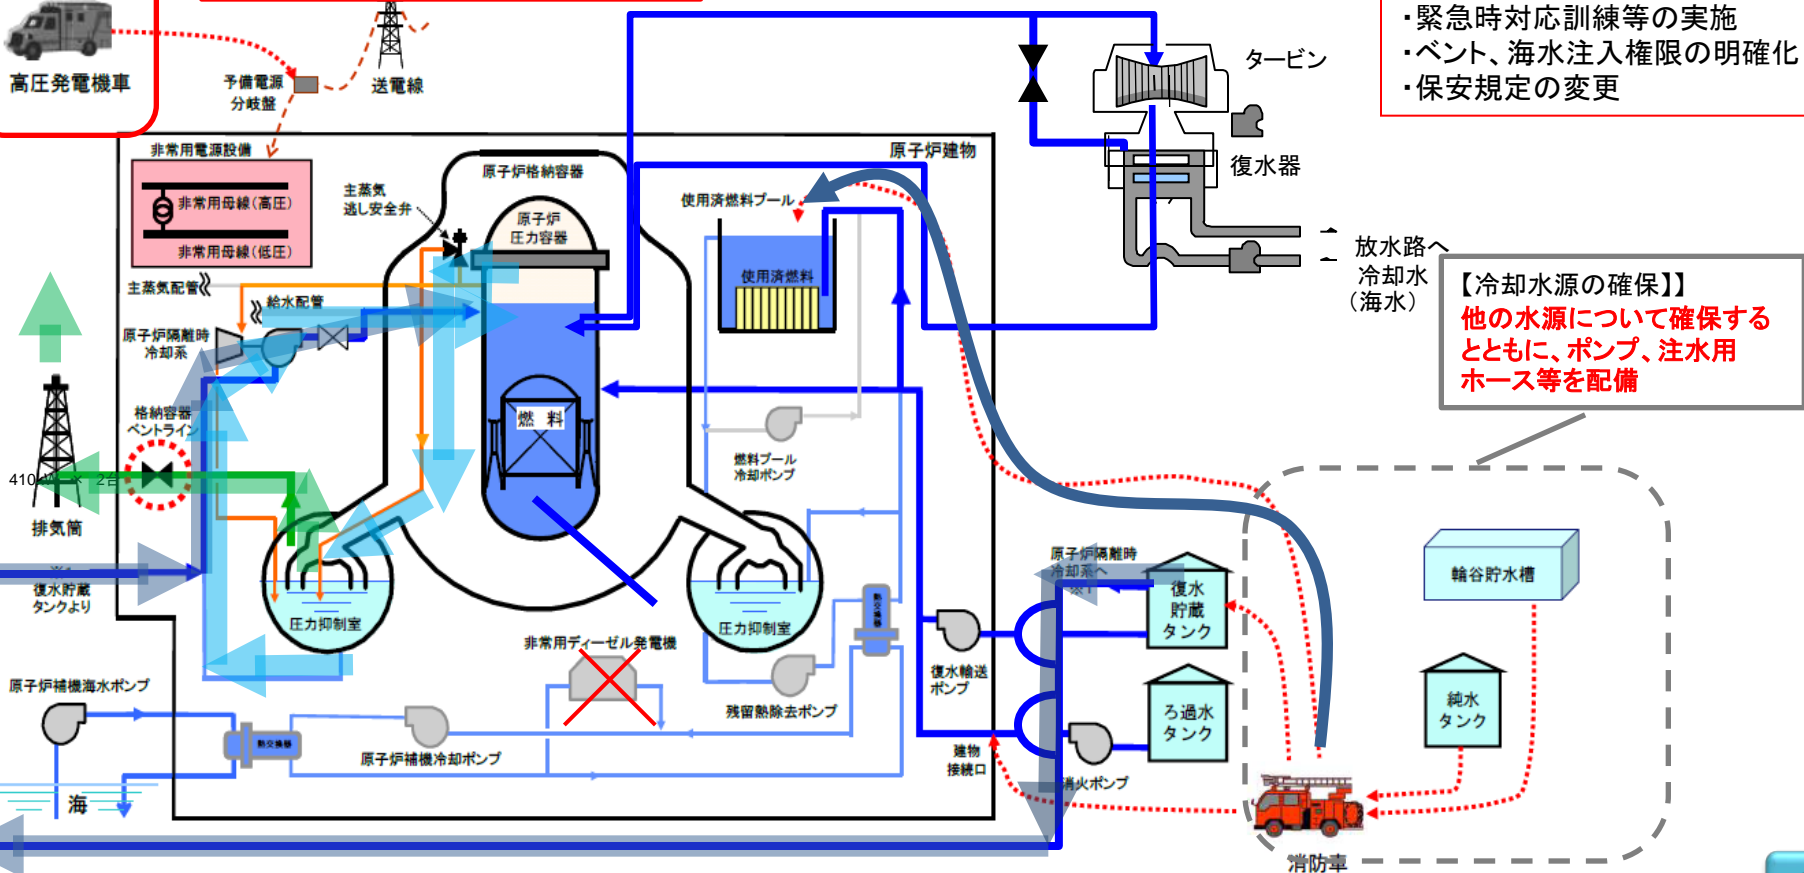 ・緊急時対応訓練等の実施
・ベント、海水注入権限の明確化
・保安規定の変更
高圧発電機車
予備電源
分岐盤
送電線
タービン
復水器
放水路へ
冷却水
（海水）
非常用電源設備
非常用母線(高圧)
非常用母線(低圧)
原子炉格納容器
原子炉建物
主蒸気
逃し安全弁
原子炉
圧力容器
使用済燃料プール
使用済燃料
主蒸気配管
給水配管
原子炉隔離時
冷却系
【冷却水源の確保】】
他の水源について確保する
とともに、ポンプ、注水用
ホース等を配備
格納容器
ベントライン
燃 料
燃料プール
冷却ポンプ
2台
排気筒
※1
復水貯蔵
タンクより
圧力抑制室
圧力抑制室
熱交換器
原子炉隔離時
冷却系へ
※1
復水
貯蔵
タンク
輪谷貯水槽
非常用ディーゼル発電機
復水輸送
ポンプ
残留熱除去ポンプ
原子炉補機海水ポンプ
熱交換器
原子炉補機冷却ポンプ
ろ過水
タンク
純水
タンク
建物
接続口
消火ポンプ
海
消防車